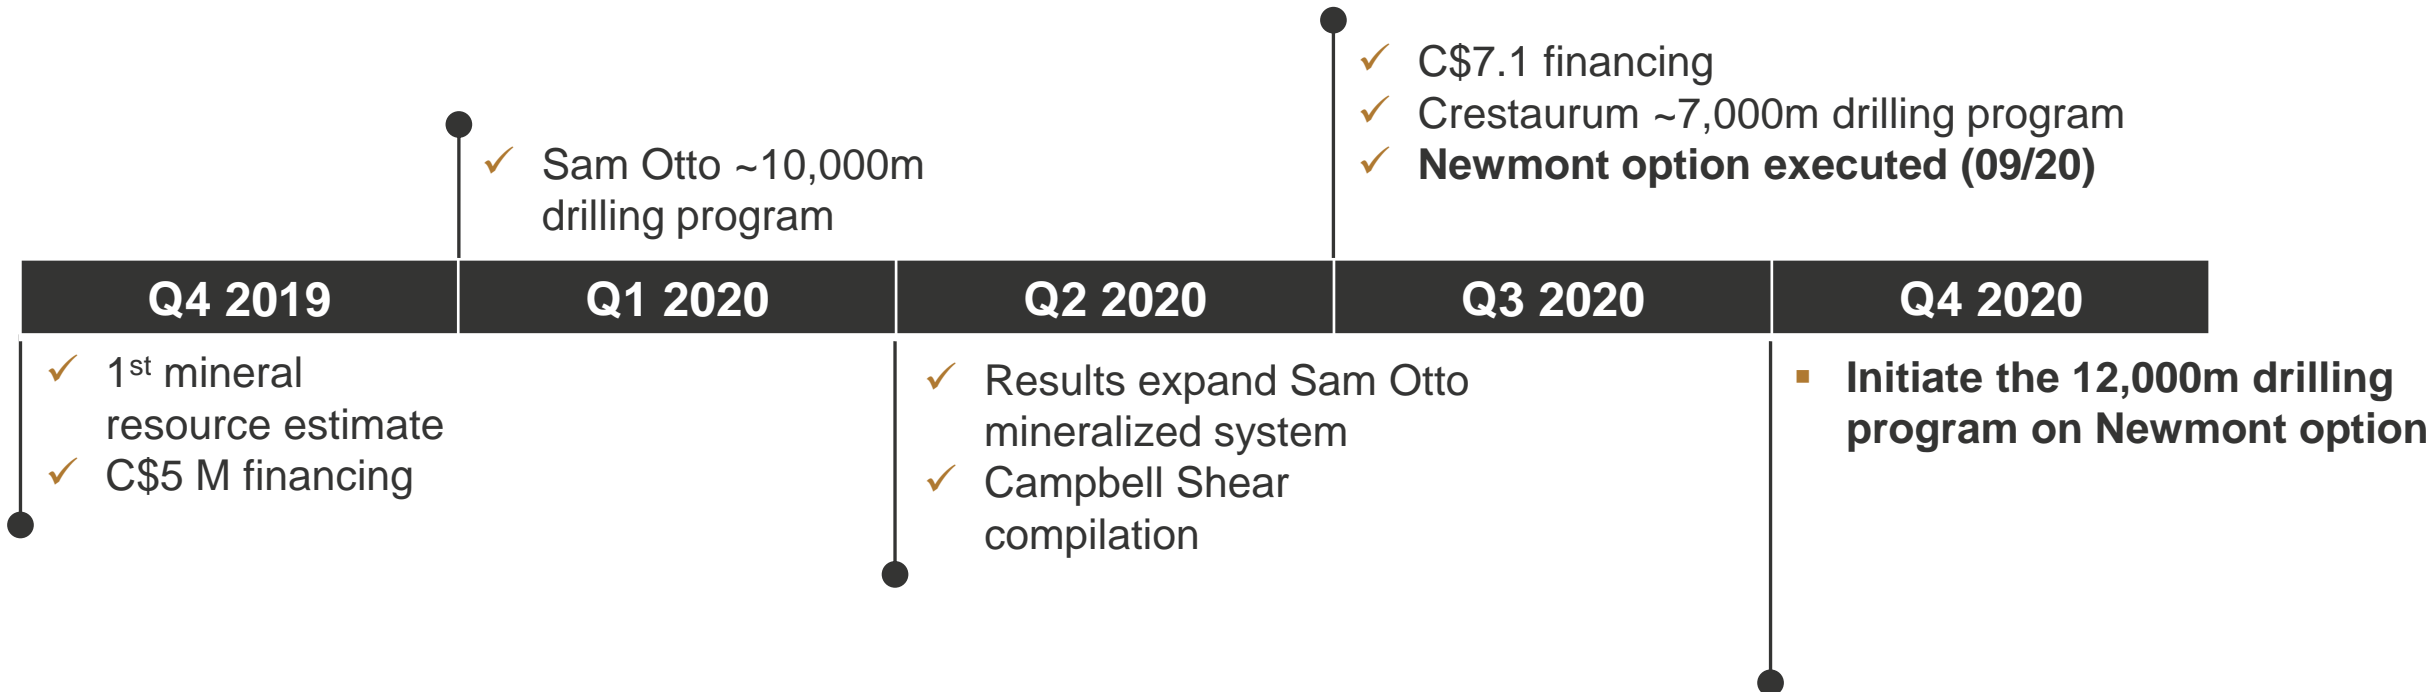 C$7.1 financing
Crestaurum ~7,000m drilling program
Newmont option executed (09/20)
Sam Otto ~10,000m
drilling program
Q4 2019
Q1 2020
Q2 2020
Q3 2020
Q4 2020
1st mineral
resource estimate
C$5 M financing
Results expand Sam Otto
mineralized system
Campbell Shear
compilation
Initiate the 12,000m drilling
program on Newmont option